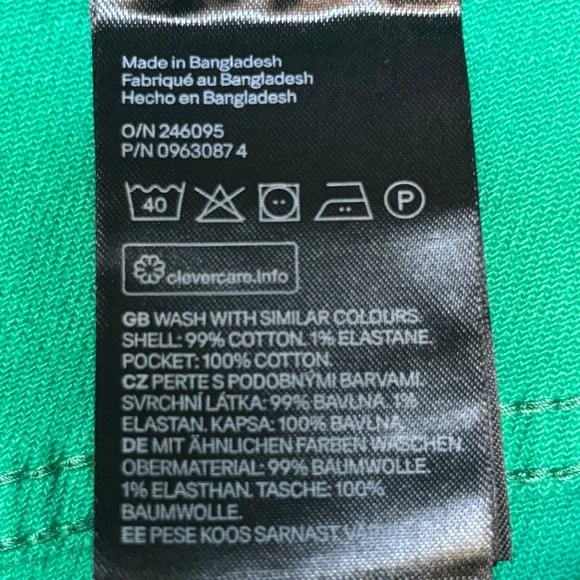 Made in Bangladesh
Fabriqué au Bangladesh
Hecho en Bangladesh
O/N 246095
P/N 0963087 4
40
P
clevercare.info
GB WASH WITH SIMILAR COLOURS.
SHELL: 99% COTTON. 1% ELASTANE.
POCKET: 100% COTTON.
CZ PERTE S PODOBNÝMI BARVAMI.
SVRCHNÍ LÁTKA: 99% BAVLNA. 1%
ELASTAN. KAPSA: 100% BAVLNA.
DE MIT ÄHNLICHEN FARBEN WASCHEN.
OBERMATERIAL: 99% BAUMWOLLE.
1% ELASTHAN. TASCHE: 100%
BAUMWOLLE.
EE PESE KOOS SARNAST